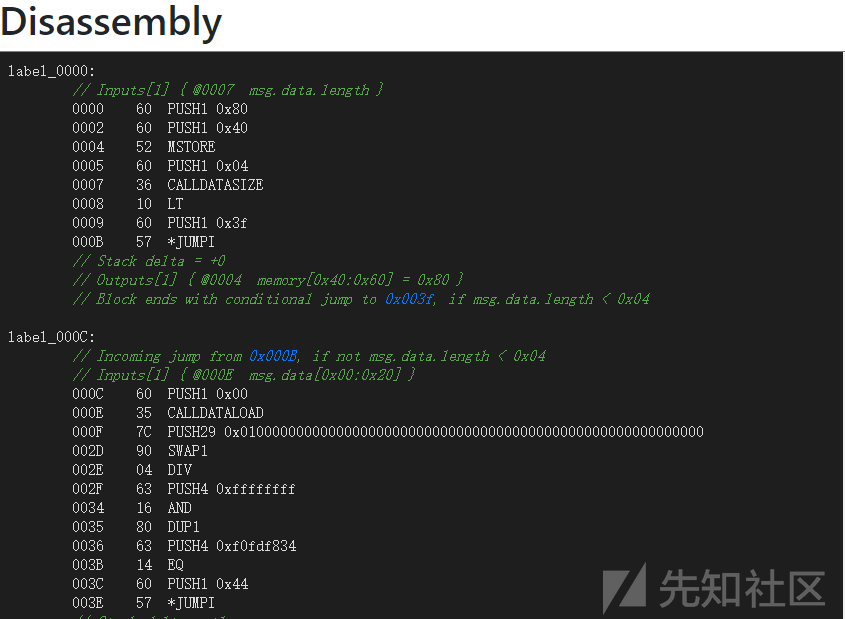 Disassembly
label_0000:
// Inputs[1] { @0007 msg.data.length }
0000 60 PUSH1 0x80
0002 60 PUSH1 0x40
0004 52 MSTORE
0005 60 PUSH1 0x04
0007 36 CALLDATASIZE
0008 10 LT
0009 60 PUSH1 0x3f
000B 57 *JUMPI
// Stack delta = +0
// Outputs[1] { @0004 memory[0x40:0x60] = 0x80 }
// Block ends with conditional jump to 0x003f, if msg.data.length < 0x04
label_000C:
// Incoming jump from 0x000B, if not msg.data.length < 0x04
// Inputs[1] { @000E msg.data[0x00:0x20] }
000C 60 PUSH1 0x00
000E 35 CALLDATALOAD
000F 7C PUSH29 0x0100000000000000000000000000000000000000000000000000000000
002D 90 SWAP1
002E 04 DIV
002F 63 PUSH4 0xffffffff
0034 16 AND
0035 80 DUP1
0036 63 PUSH4 0xf0fdf834
003B 14 EQ
003C 60 PUSH1 0x44
003E 57 *JUMPI
先知社区